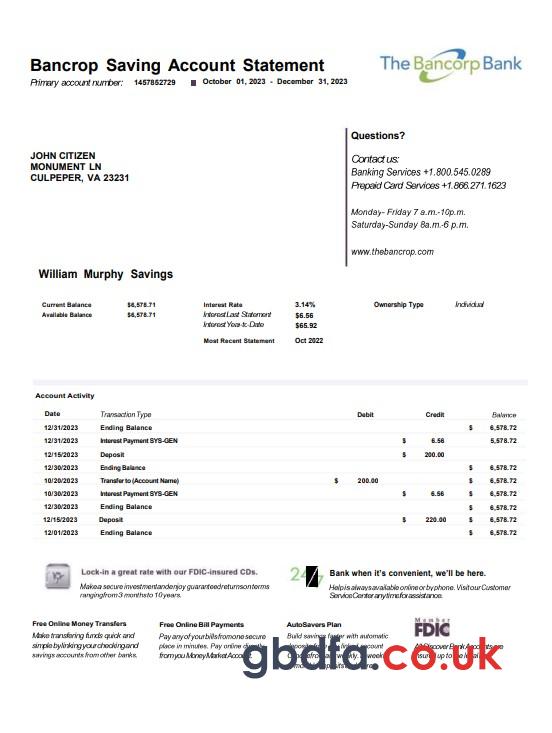 Bancrop Saving Account Statement
Primary account number: 1457852729 October 01, 2023 - December 31, 2023
The Bancorp Bank
Questions?
Contact us:
Banking Services +1.800.545.0289
Prepaid Card Services +1.866.271.1623
Monday- Friday 7 a.m.-10p.m.
Saturday-Sunday 8a.m.-6 p.m.
www.thebancrop.com
JOHN CITIZEN
MONUMENT LN
CULPEPER, VA 23231
William Murphy Savings
Current Balance $6,578.71 Interest Rate 3.14% Ownership Type Individual
Available Balance $6,578.71 Interest Last Statement $6.56
Interest Year-tc-Date $65.92
Most Recent Statement Oct 2022
Account Activity
Date Transaction Type Debit Credit Balance
12/31/2023 Ending Balance $ 6,578.72
12/31/2023 Interest Payment SYS-GEN $ 6.56 5,578.72
12/15/2023 Deposit $ 200.00
12/30/2023 Ending Balance $ 6,578.72
10/20/2023 Transfer to (Account Name) $ 200.00 $ 6,578.72
10/30/2023 Interest Payment SYS-GEN $ 6.56 $ 6,578.72
12/30/2023 Ending Balance $ 6,578.72
12/15/2023 Deposit $ 220.00 $ 6,578.72
12/01/2023 Ending Balance $ 6,578.72
Lock-in a great rate with our FDIC-insured CDs.
Make a secure investment and enjoy guaranteed returns on terms
ranging from 3 months to 10 years.
24/7
Bank when it's convenient, we'll be here.
Help is always available online or by phone. Visit our Customer
Service Center anytime for assistance.
Free Online Money Transfers
Make transferring funds quick and
simple by linking your checking and
savings accounts from other banks.
Free Online Bill Payments
Pay any of your bills from one secure
place in minutes. Pay online directly
from you Money Market Account.
AutoSavers Plan
Build savings faster with automatic
Member
FDIC
All Discover Bank Accounts are
gbdfa.co.uk